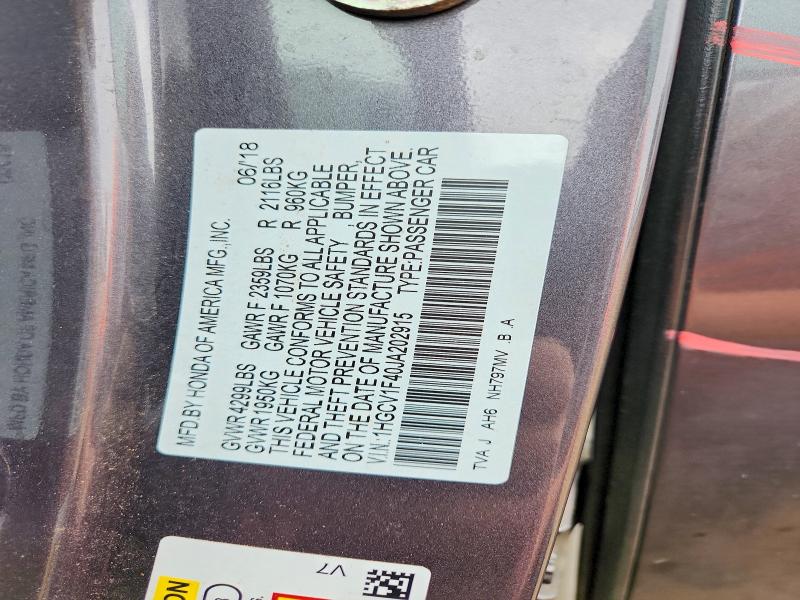 MFD.BY HONDA OF AMERICA MFG.,INC. 06/18
GVWR 4299LBS GAWR F 2359LBS R 2116LBS
GVWR 1950KG GAWR F 1070KG R 960KG
THIS VEHICLE CONFORMS TO ALL APPLICABLE
FEDERAL MOTOR VEHICLE SAFETY , BUMPER,
AND THEFT PREVENTION STANDARDS IN EFFECT
ON THE DATE OF MANUFACTURE SHOWN ABOVE.
V.I.N:1HGCV1F40JA202915 TYPE:PASSENGER CAR
TVA J AH6 NH797MV .B .A
V7